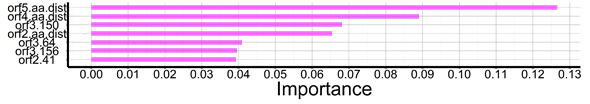 orf5.aa.dist
orf4.aa.dist
orf3.150
orf2.aa.dist
orf3.64
orf3.156
orf2.41
0.00 0.01 0.02 0.03 0.04 0.05 0.06 0.07 0.08 0.09 0.10 0.11 0.12 0.13
Importance